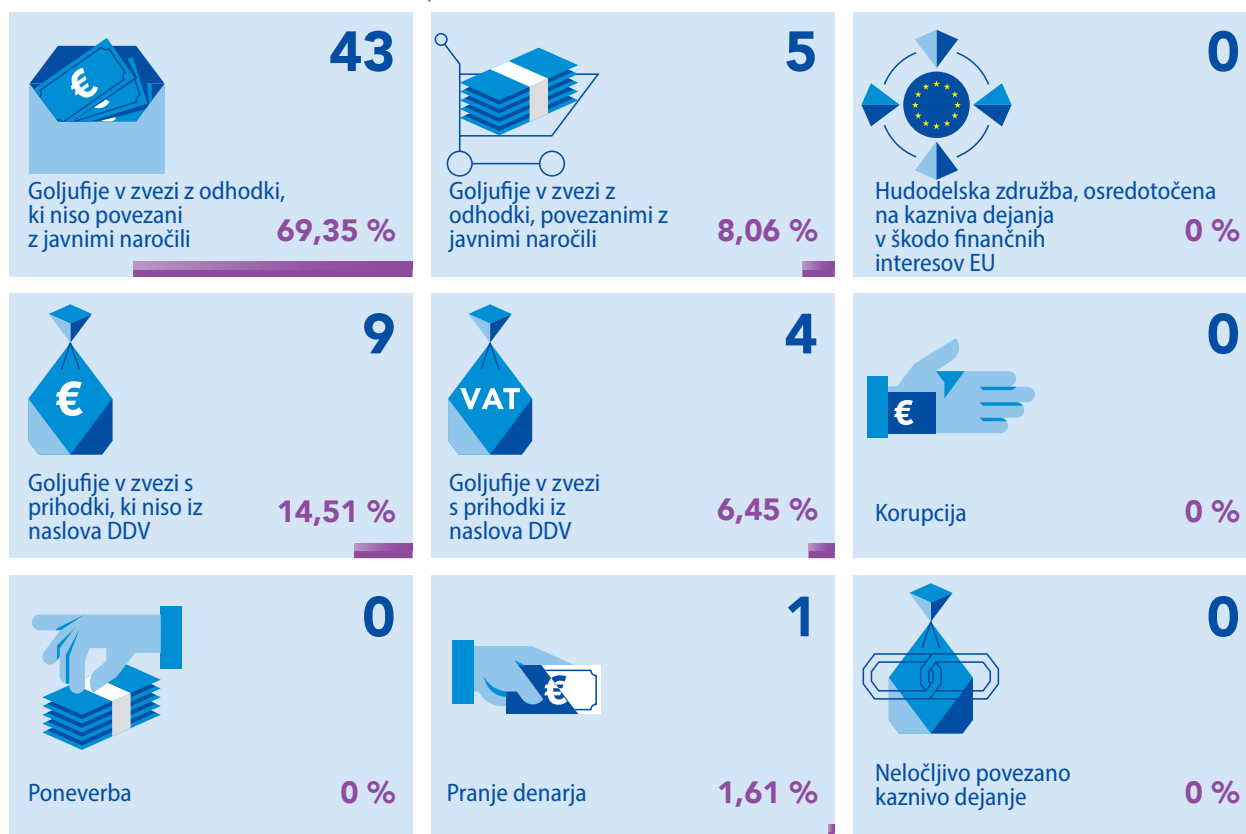 43
€
Goljufije v zvezi z odhodki,
ki niso povezani
z javnimi naročili
69,35 %
5
Goljufije v zvezi z
odhodki, povezanimi z
javnimi naročili
8,06 %
0
Hudodelska združba, osredotočena
na kazniva dejanja
v škodo finančnih
interesov EU
0 %
9
€
Goljufije v zvezi s
prihodki, ki niso iz
naslova DDV
14,51 %
4
VAT
Goljufije v zvezi
s prihodki iz
naslova DDV
6,45 %
0
€
Korupcija
0 %
0
Poneverba
0 %
1
€
Pranje denarja
1,61 %
0
Neločljivo povezano
kaznivo dejanje
0 %